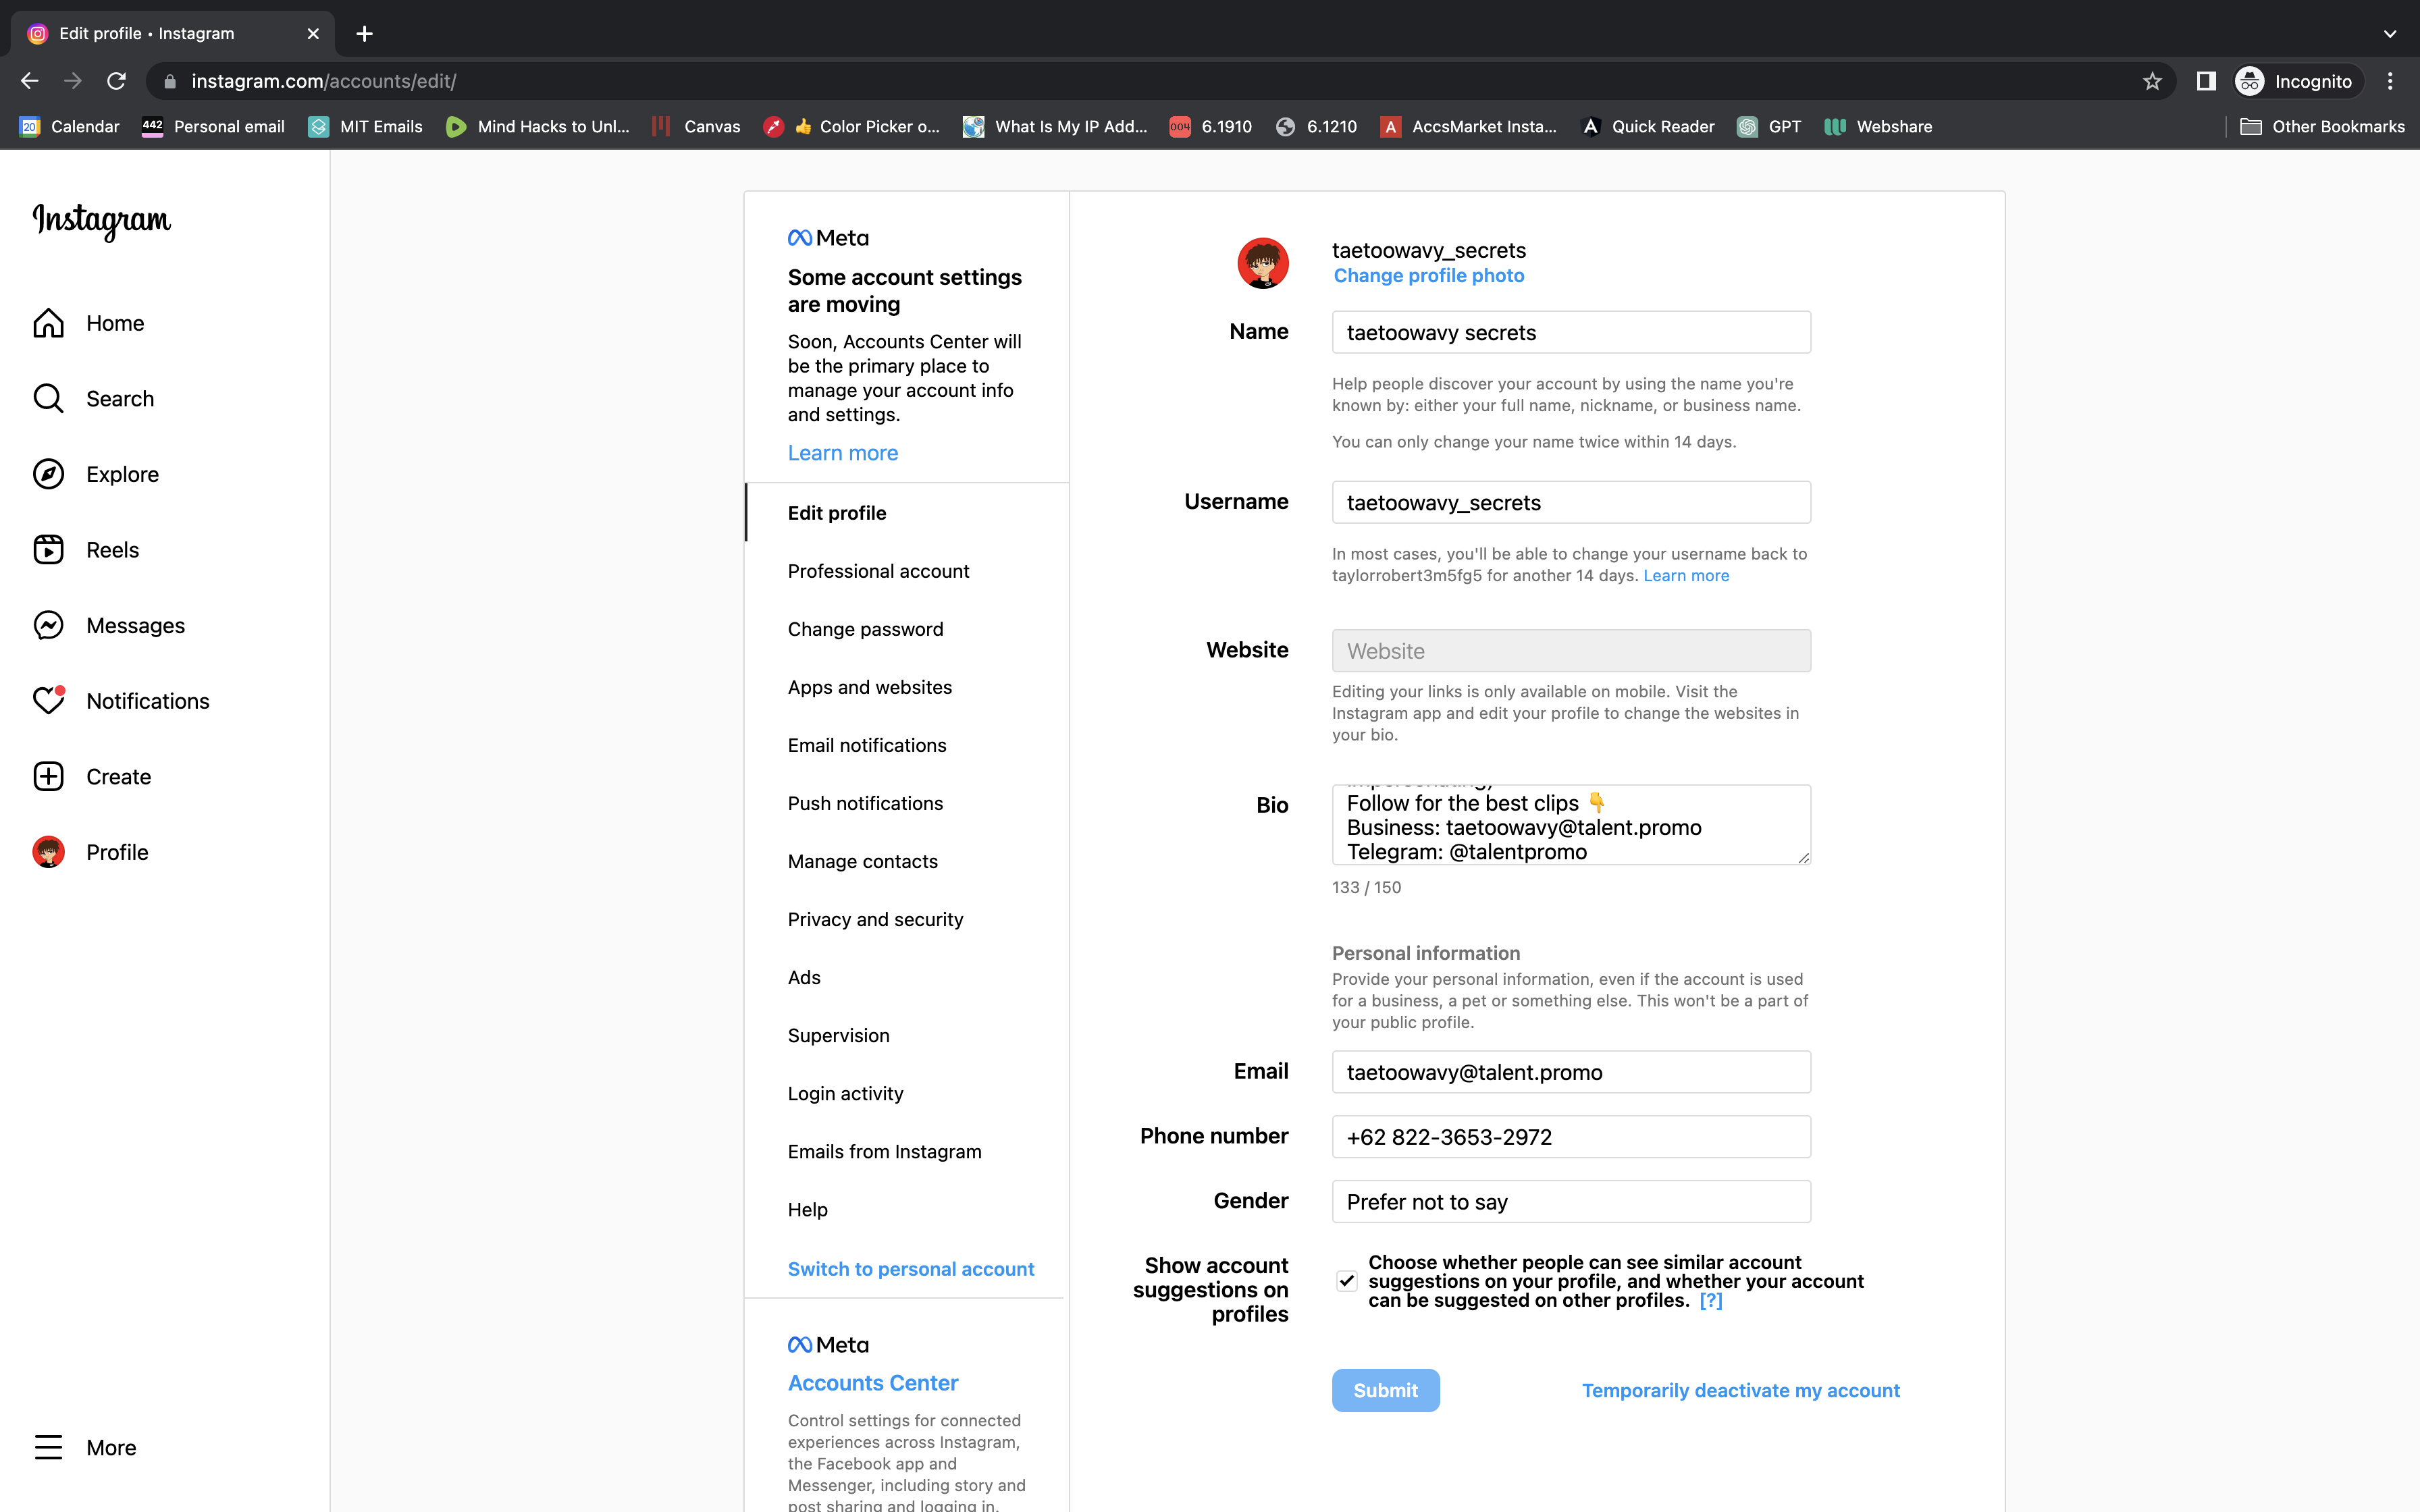 Edit profile • Instagram
instagram.com/accounts/edit/
Incognito
Calendar
442
Personal email
MIT Emails
Mind Hacks to Unl...
Canvas
👍 Color Picker o...
What Is My IP Add...
004
6.1910
6.1210
A
AccsMarket Insta...
Quick Reader
GPT
Webshare
Other Bookmarks
20
Instagram
Home
Search
Explore
Reels
Messages
Notifications
Create
Profile
More
Meta
Some account settings
are moving
Soon, Accounts Center will
be the primary place to
manage your account info
and settings.
Learn more
Edit profile
Professional account
Change password
Apps and websites
Email notifications
Push notifications
Manage contacts
Privacy and security
Ads
Supervision
Login activity
Emails from Instagram
Help
Switch to personal account
Meta
Accounts Center
Control settings for connected
experiences across Instagram,
the Facebook app and
Messenger, including story and
post sharing and logging in.
taetoowavy_secrets
Change profile photo
Name
taetoowavy secrets
Help people discover your account by using the name you're
known by: either your full name, nickname, or business name.
You can only change your name twice within 14 days.
Username
taetoowavy_secrets
In most cases, you'll be able to change your username back to
taylorrobert3m5fg5 for another 14 days. Learn more
Website
Website
Editing your links is only available on mobile. Visit the
Instagram app and edit your profile to change the websites in
your bio.
Bio
Follow for the best clips 👇
Business: taetoowavy@talent.promo
Telegram: @talentpromo
133 / 150
Personal information
Provide your personal information, even if the account is used
for a business, a pet or something else. This won't be a part of
your public profile.
Email
taetoowavy@talent.promo
Phone number
+62 822-3653-2972
Gender
Prefer not to say
Show account
suggestions on
profiles
Choose whether people can see similar account
suggestions on your profile, and whether your account
can be suggested on other profiles. [?]
Submit
Temporarily deactivate my account